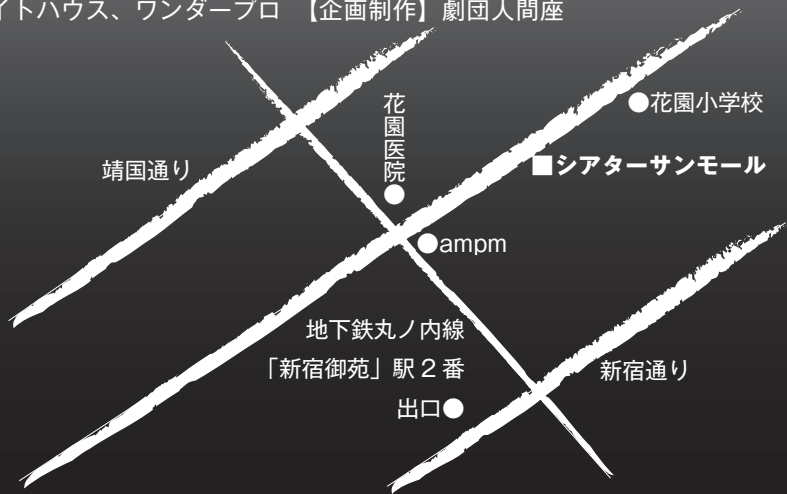 イトハウス、ワンダープロ 【企画制作】劇団人間座
花園医院●
●花園小学校
靖国通り
■シアターサンモール
●ampm
地下鉄丸ノ内線
「新宿御苑」駅２番
出口●
新宿通り